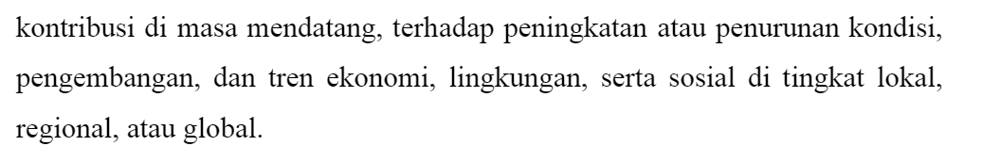 kontribusi di masa mendatang, terhadap peningkatan atau penurunan kondisi,
pengembangan, dan tren ekonomi, lingkungan, serta sosial di tingkat lokal,
regional, atau global.